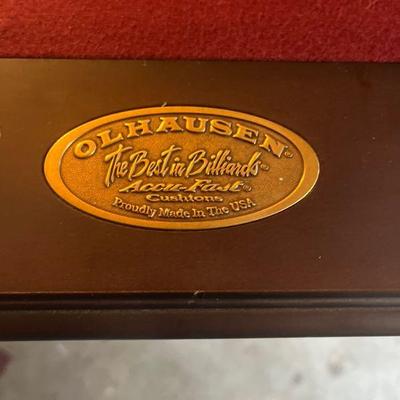 OLHAUSEN
The Best in Billiards
ACCU-FAST
Cushions
Proudly Made In The USA